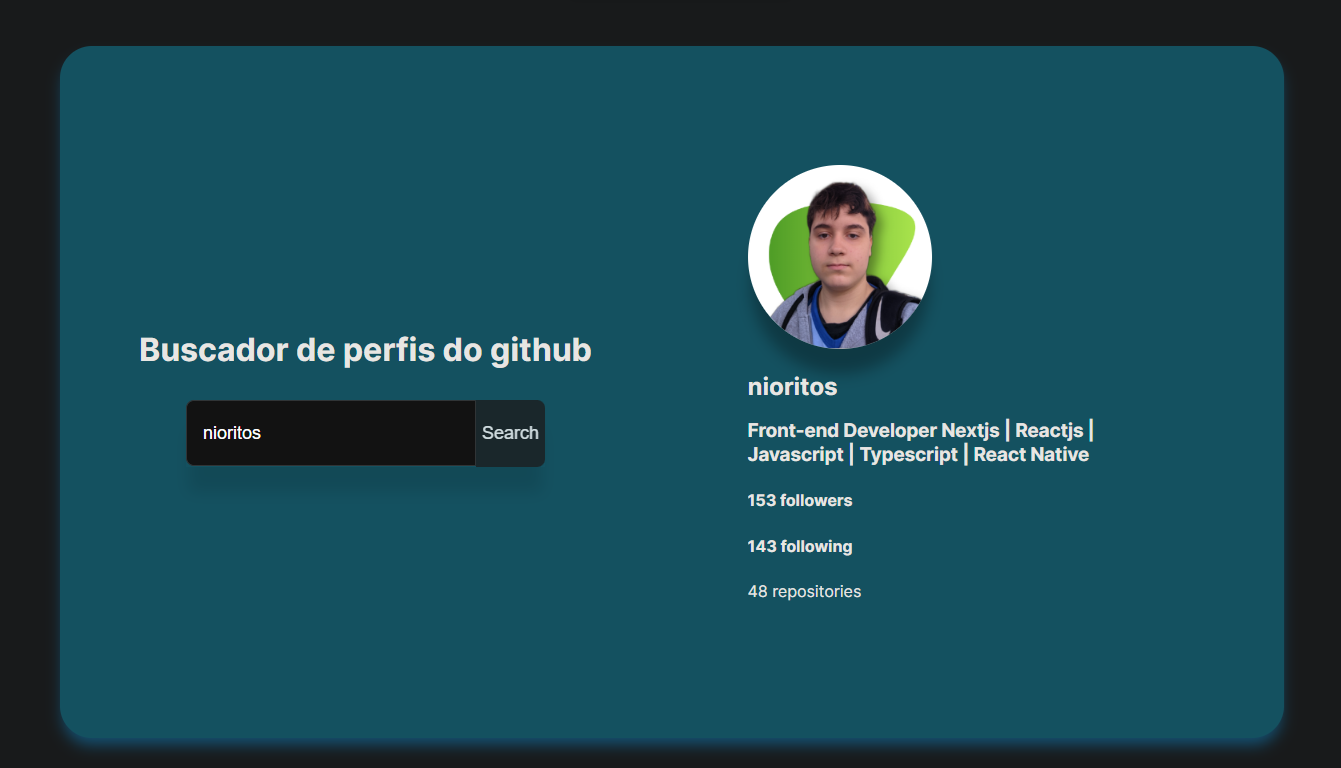 Buscador de perfis do github
nioritos
Search
nioritos
Front-end Developer Nextjs | Reactjs |
Javascript | Typescript | React Native
153 followers
143 following
48 repositories